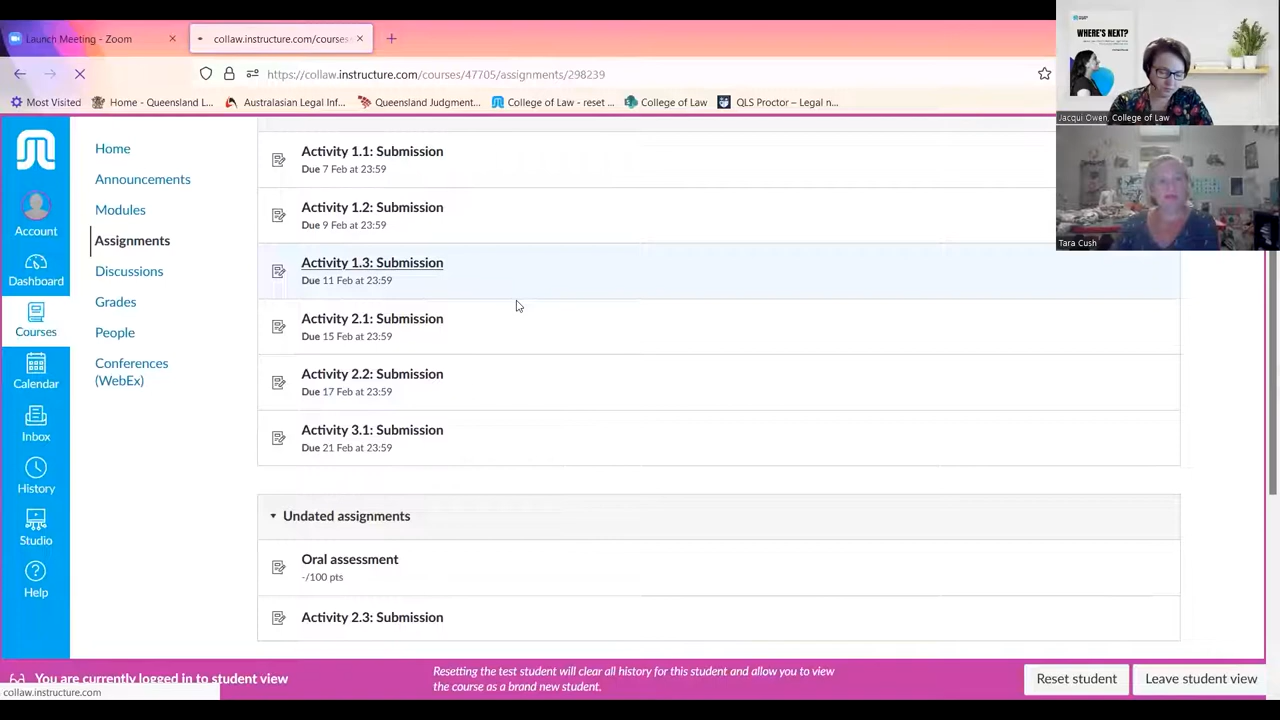 Launch Meeting - Zoom
collaw.instructure.com/courses
https://collaw.instructure.com/courses/47705/assignments/298239
Most Visited
Home - Queensland L...
Australasian Legal Inf...
Queensland Judgment...
College of Law - reset ...
College of Law
QLS Proctor – Legal n...
WHERE'S NEXT?
Jacqui Owen, College of Law
Tara Cush
Account
Dashboard
Courses
Calendar
Inbox
History
Studio
Help
Home
Announcements
Modules
Assignments
Discussions
Grades
People
Conferences
(WebEx)
Activity 1.1: Submission
Due 7 Feb at 23:59
Activity 1.2: Submission
Due 9 Feb at 23:59
Activity 1.3: Submission
Due 11 Feb at 23:59
Activity 2.1: Submission
Due 15 Feb at 23:59
Activity 2.2: Submission
Due 17 Feb at 23:59
Activity 3.1: Submission
Due 21 Feb at 23:59
Undated assignments
Oral assessment
-/100 pts
Activity 2.3: Submission
You are currently logged in to student view
collaw.instructure.com
Resetting the test student will clear all history for this student and allow you to view
the course as a brand new student.
Reset student
Leave student view